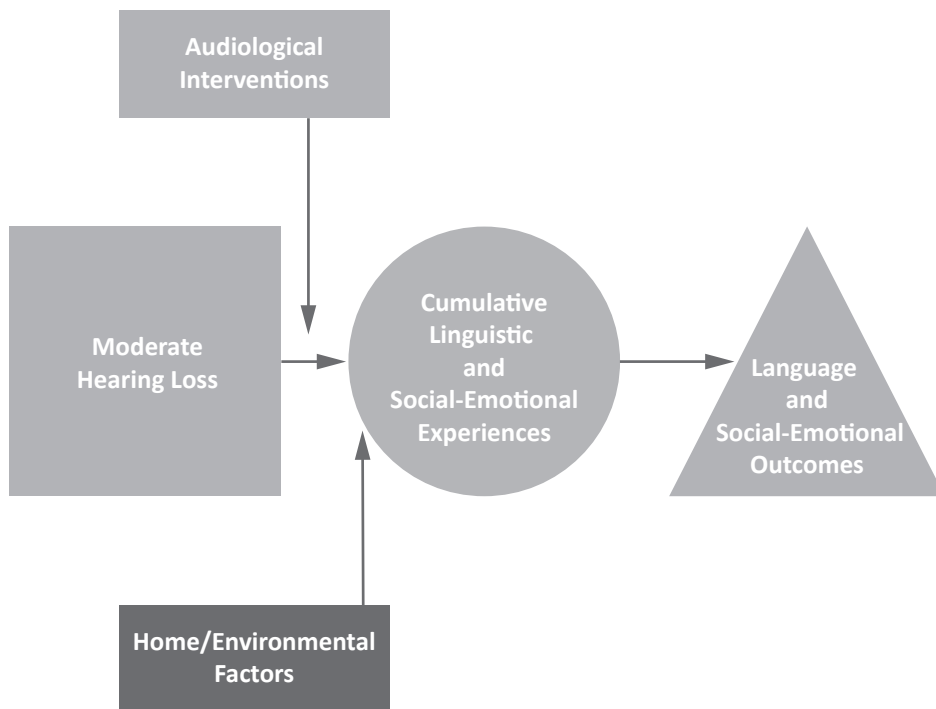 Audiological
Interventions
Moderate
Hearing Loss
Cumulative
Linguistic
and
Social-Emotional
Experiences
Language
and
Social-Emotional
Outcomes
Home/Environmental
Factors